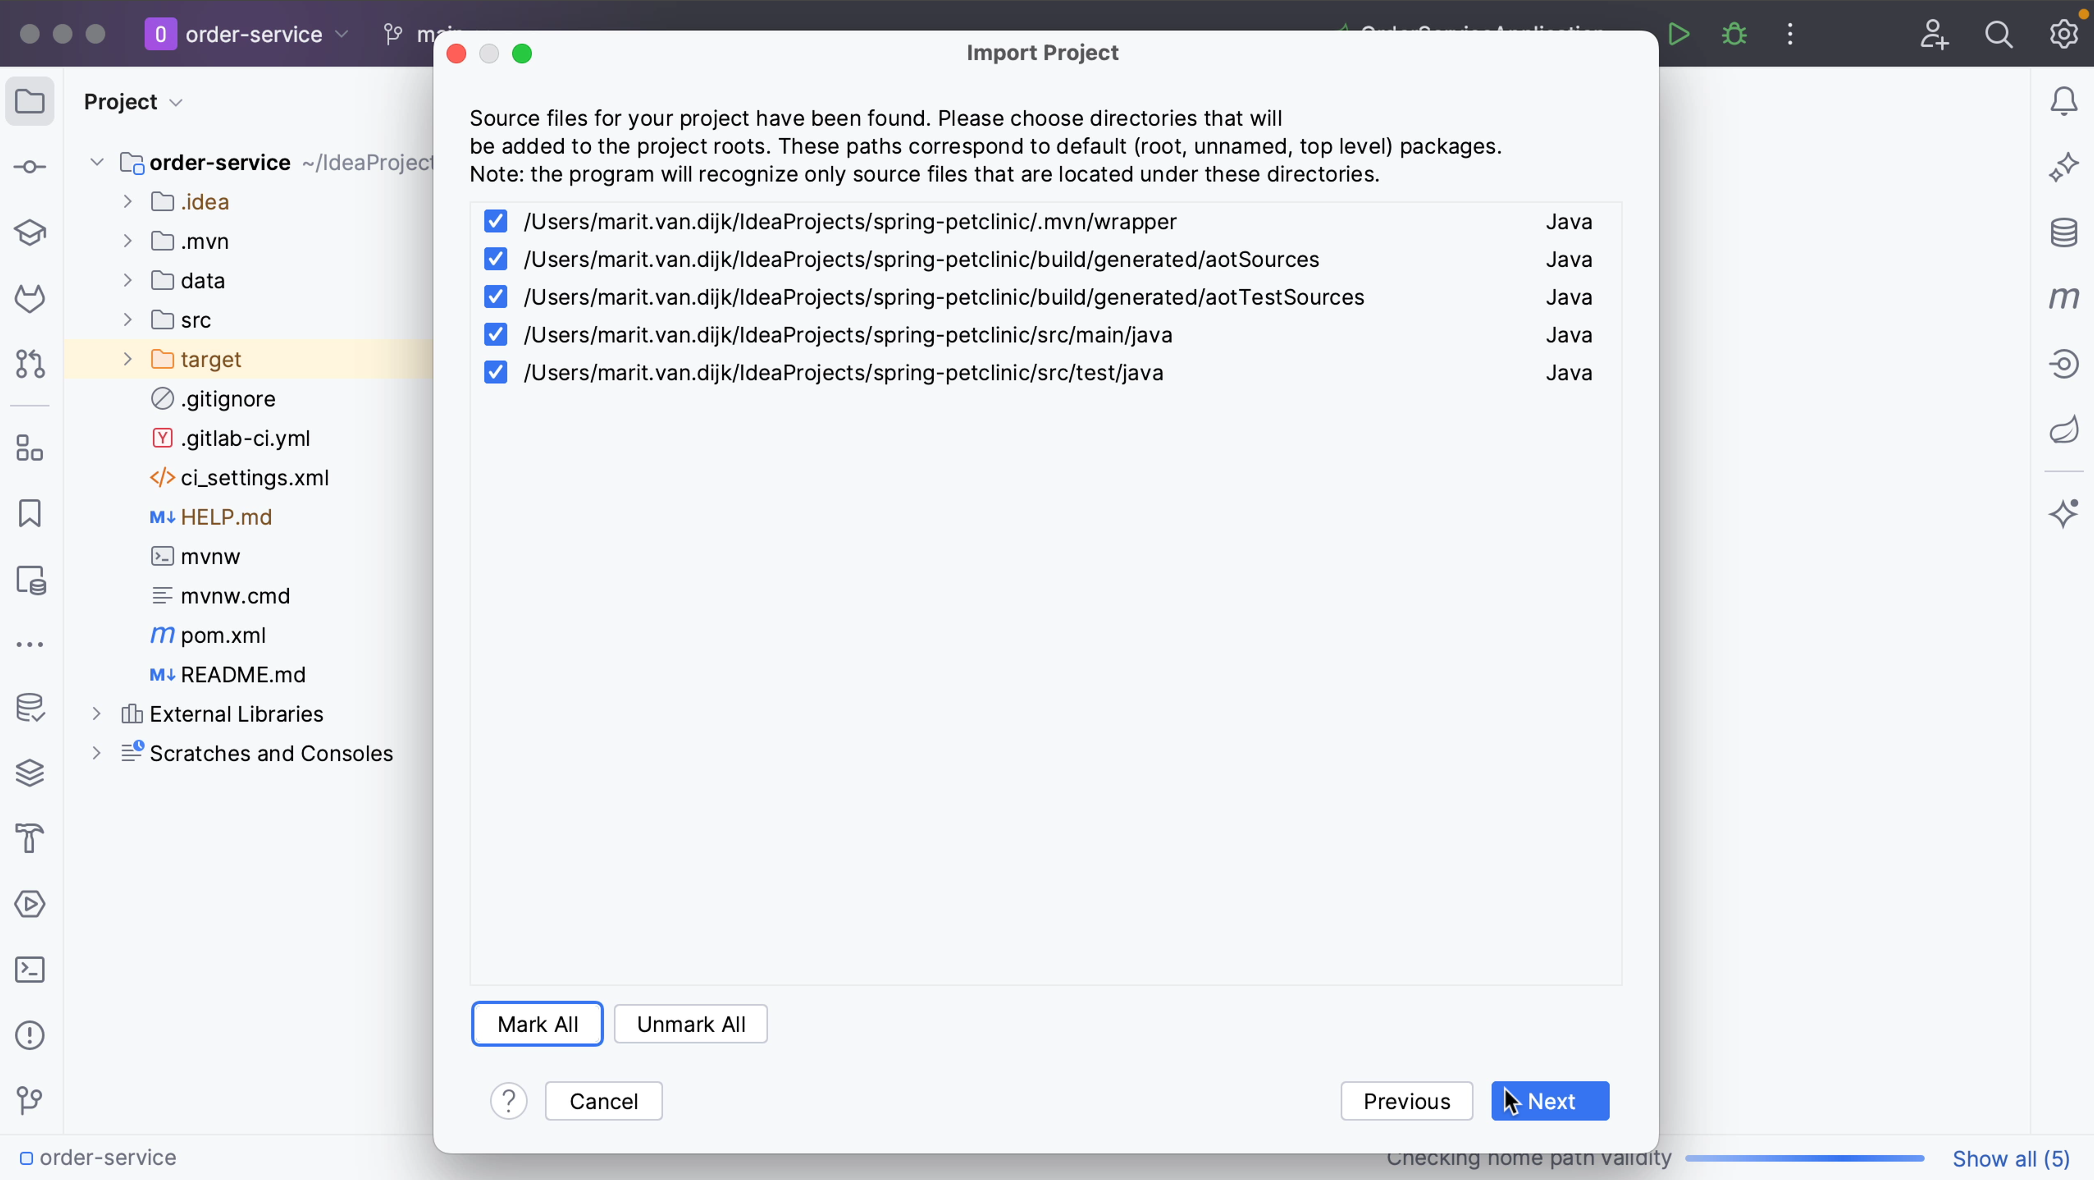 O order-service main
Import Project
Project
order-service
.idea
.mvn
data
src
target
.gitignore
Y .gitlab-ci.yml
</> ci_settings.xml
M↓ HELP.md
mvnw
mvnw.cmd
m pom.xml
M↓ README.md
External Libraries
Scratches and Consoles
Source files for your project have been found. Please choose directories that will
be added to the project roots. These paths correspond to default (root, unnamed, top level) packages.
Note: the program will recognize only source files that are located under these directories.
/Users/marit.van.dijk/IdeaProjects/spring-petclinic/.mvn/wrapper Java
/Users/marit.van.dijk/IdeaProjects/spring-petclinic/build/generated/aotSources Java
/Users/marit.van.dijk/IdeaProjects/spring-petclinic/build/generated/aotTestSources Java
/Users/marit.van.dijk/IdeaProjects/spring-petclinic/src/main/java Java
/Users/marit.van.dijk/IdeaProjects/spring-petclinic/src/test/java Java
Mark All Unmark All
? Cancel Previous Next
m
order-service
Checking home path validity Show all (5)